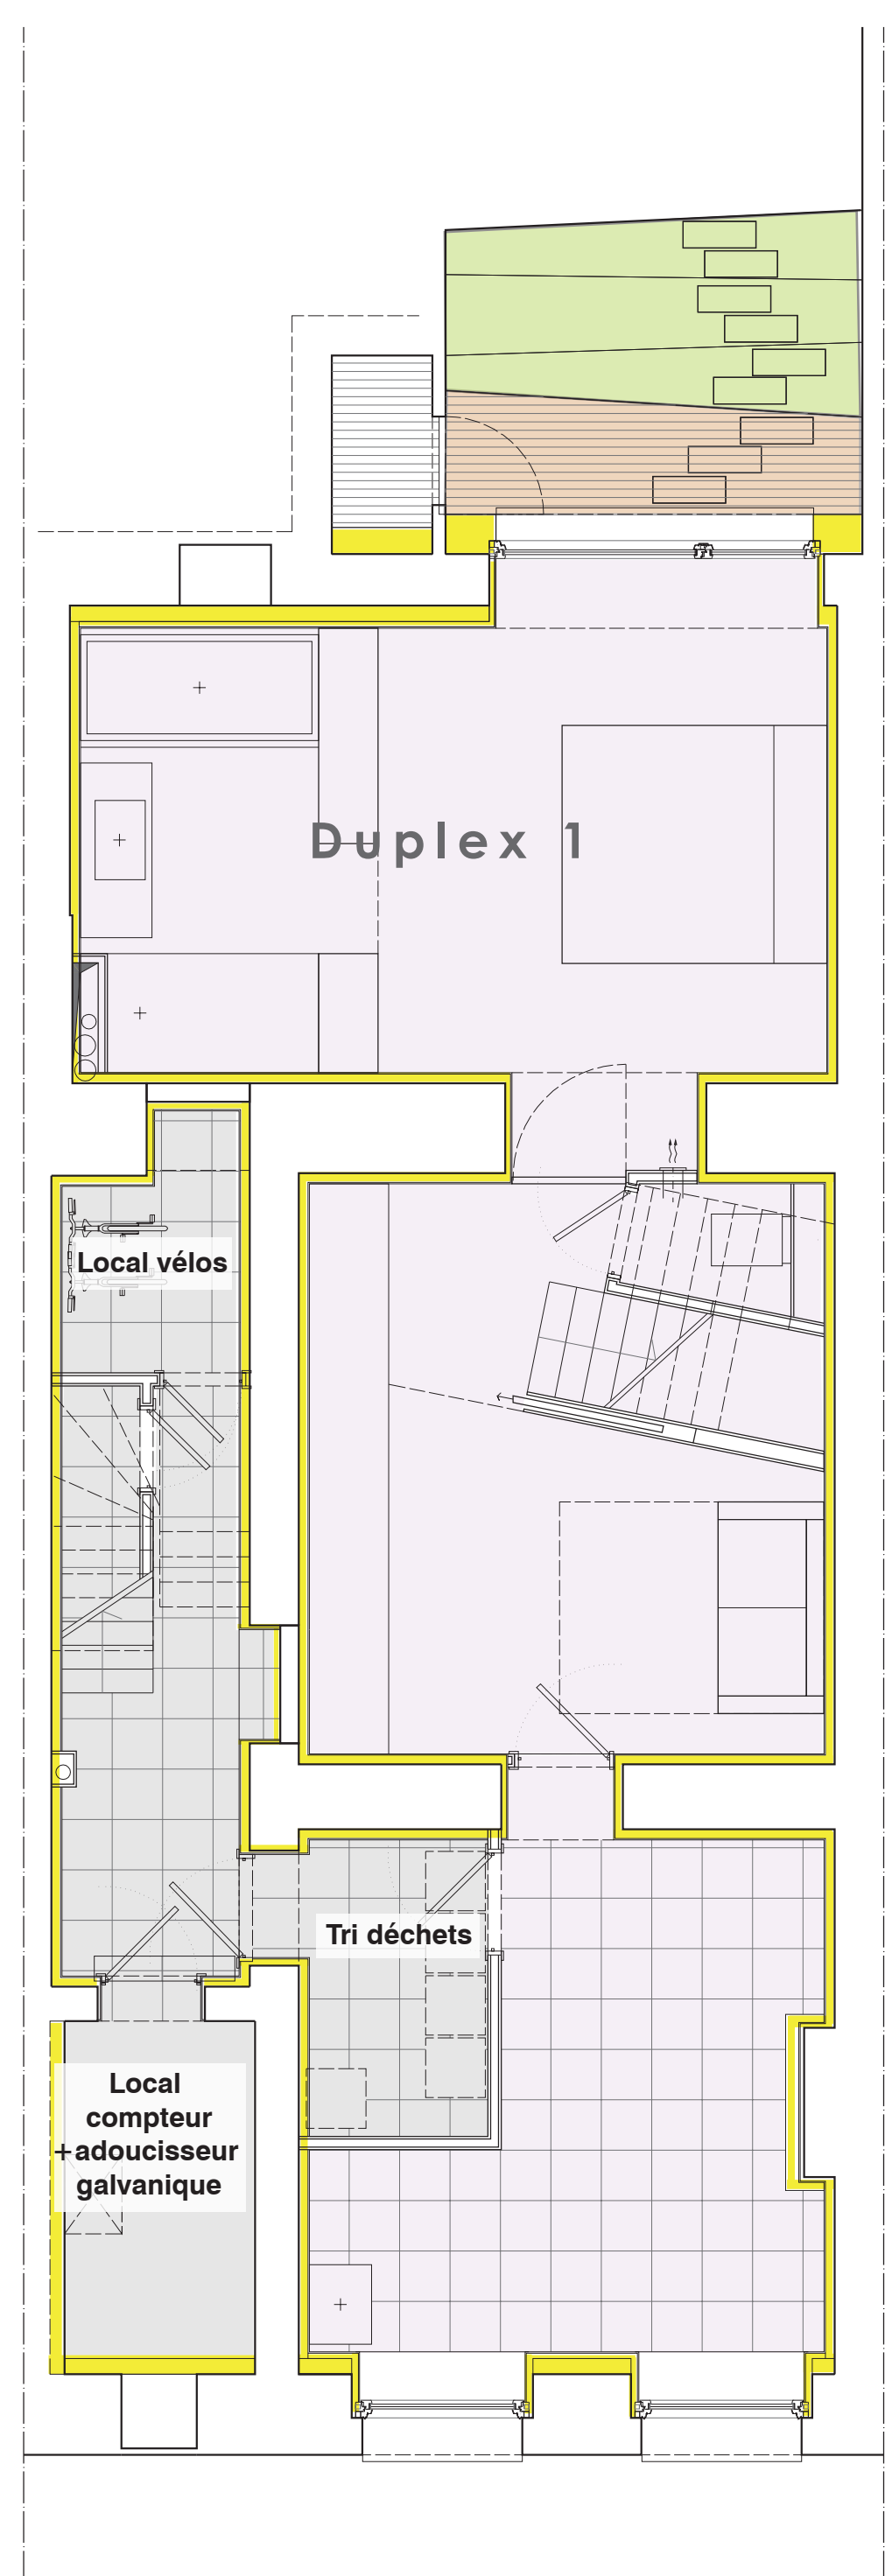 Duplex 1
Local vélos
Tri déchets
Local
compteur
+adoucisseur
galvanique